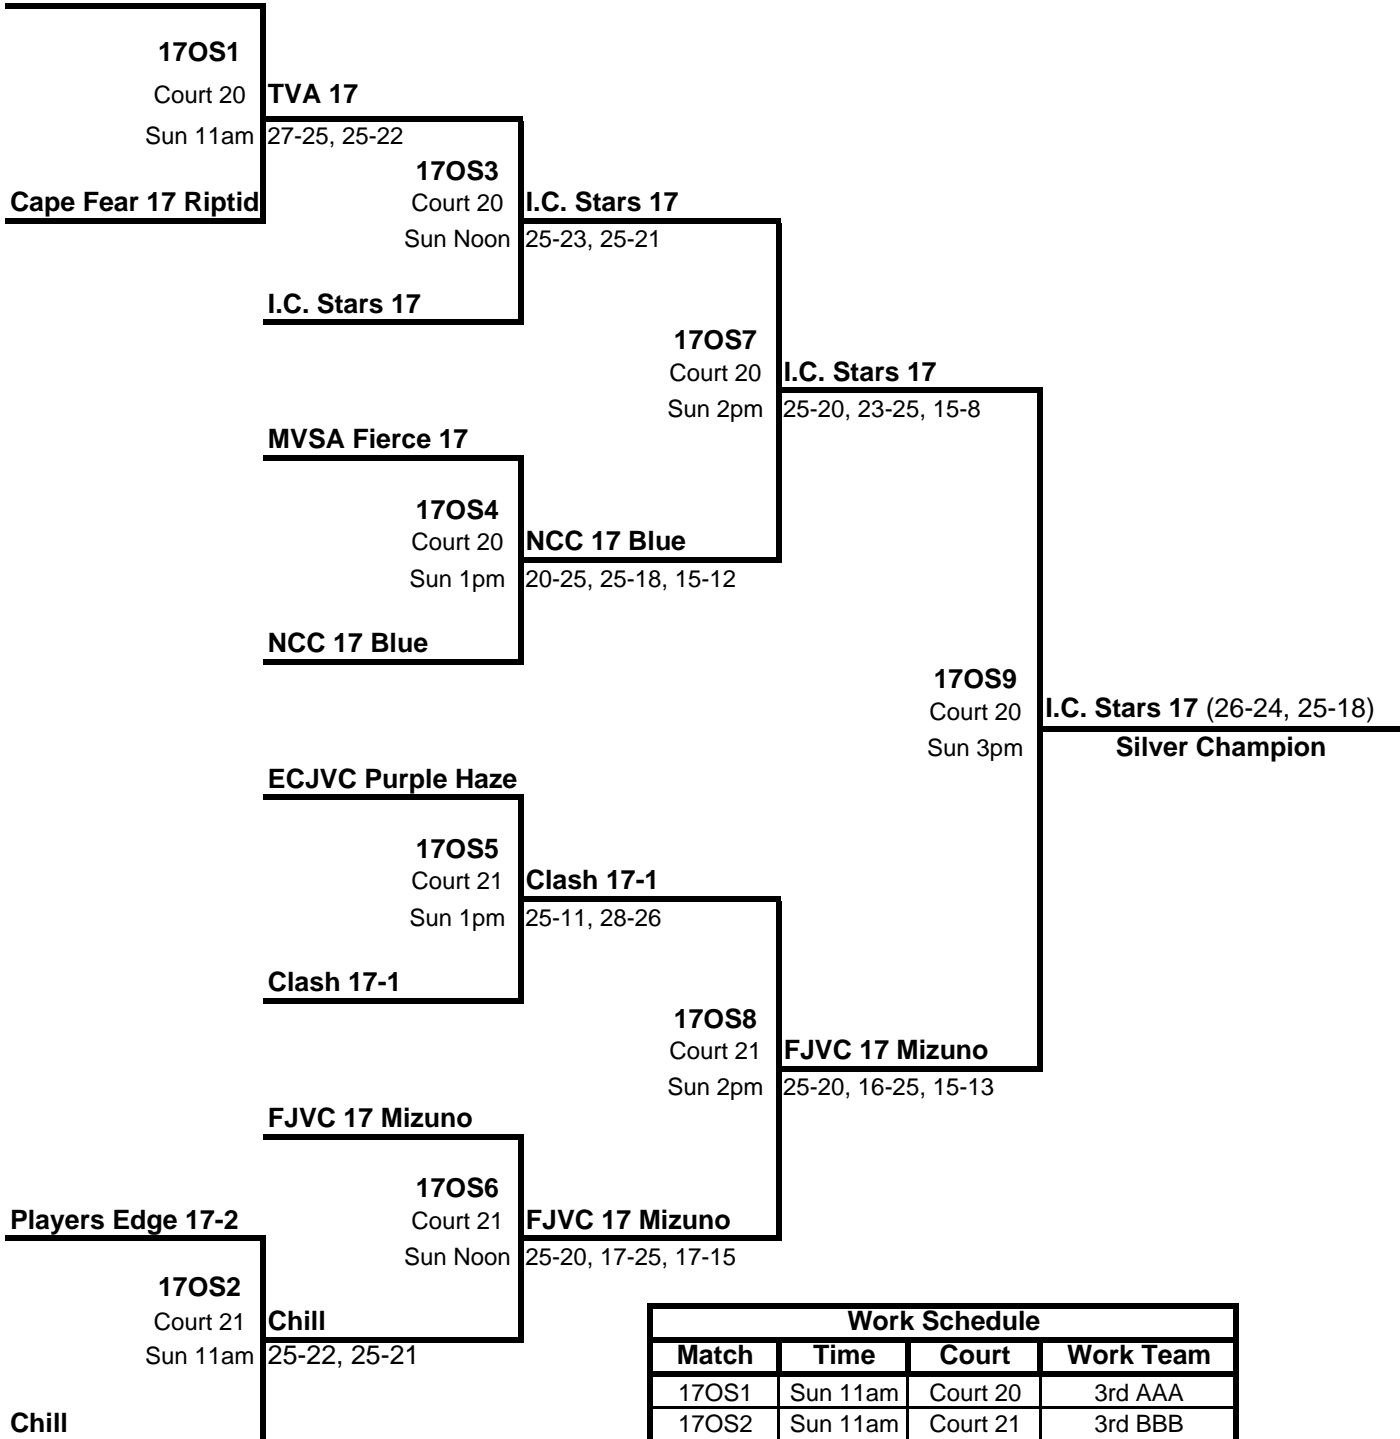 17OS1
Court 20
TVA 17
Sun 11am
27-25, 25-22
17OS3
Cape Fear 17 Riptid
Court 20
I.C. Stars 17
Sun Noon
25-23, 25-21
I.C. Stars 17
17OS7
Court 20
I.C. Stars 17
Sun 2pm
25-20, 23-25, 15-8
MVSA Fierce 17
17OS4
Court 20
NCC 17 Blue
Sun 1pm
20-25, 25-18, 15-12
NCC 17 Blue
17OS9
Court 20
I.C. Stars 17 (26-24, 25-18)
Sun 3pm
Silver Champion
ECJVC Purple Haze
17OS5
Court 21
Clash 17-1
Sun 1pm
25-11, 28-26
Clash 17-1
17OS8
Court 21
FJVC 17 Mizuno
Sun 2pm
25-20, 16-25, 15-13
FJVC 17 Mizuno
17OS6
Players Edge 17-2
Court 21
FJVC 17 Mizuno
Sun Noon
25-20, 17-25, 17-15
17OS2
Court 21
Chill
Sun 11am
25-22, 25-21
Chill
Work Schedule
Match Time Court Work Team
17OS1 Sun 11am Court 20 3rd AAA
17OS2 Sun 11am Court 21 3rd BBB